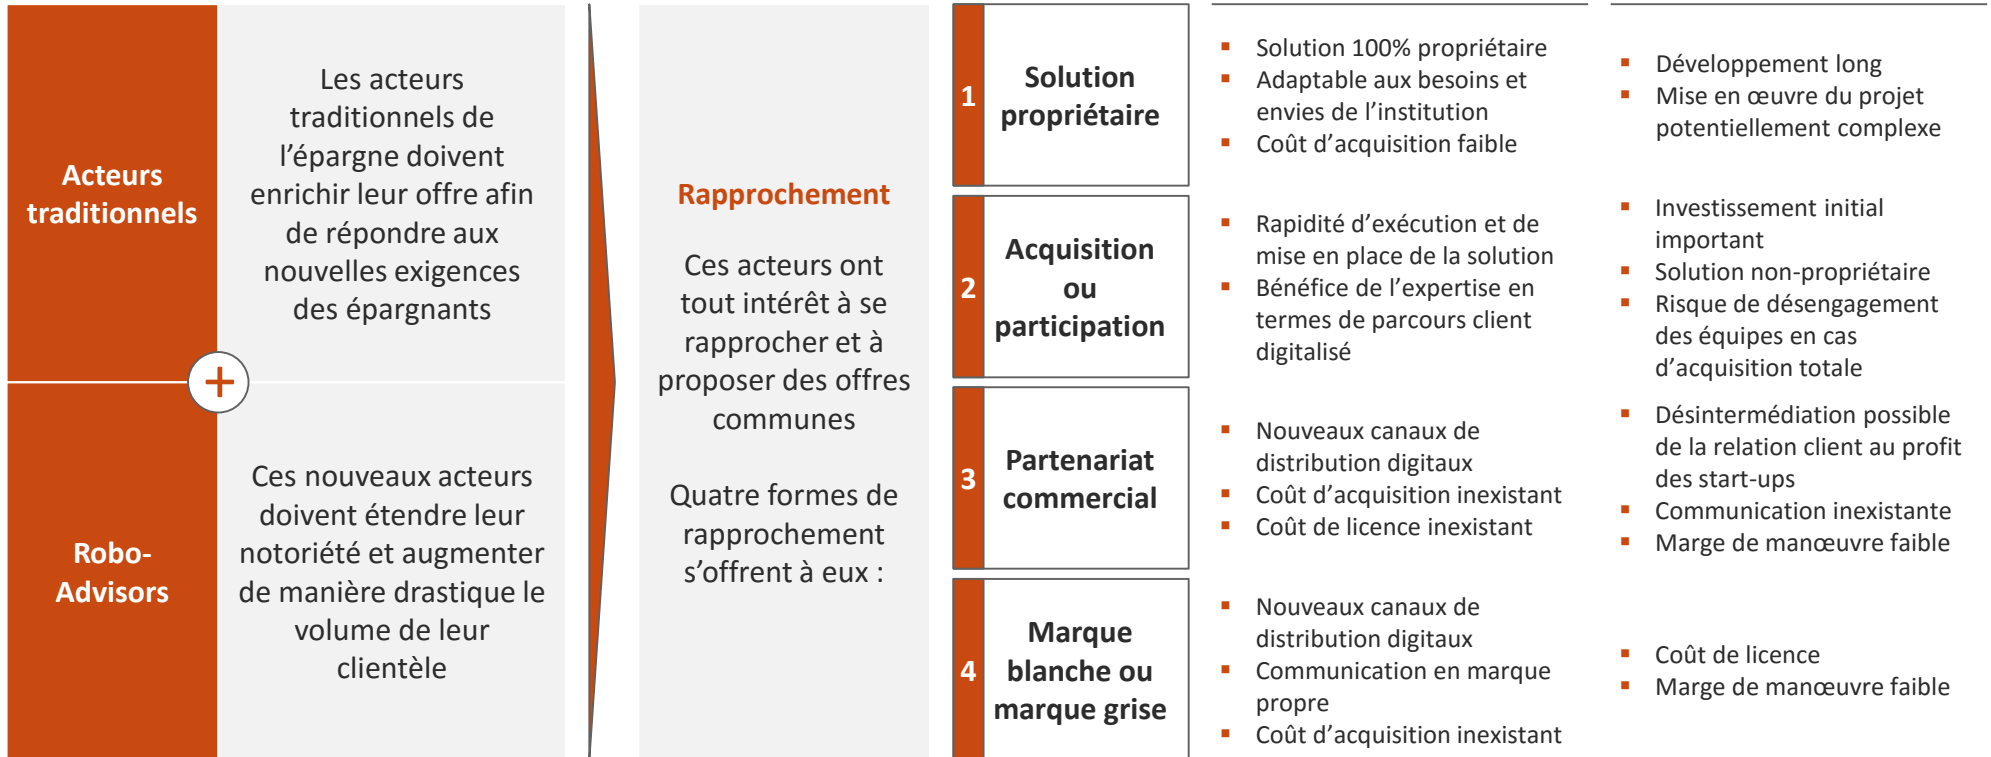 Acteurs
traditionnels
Les acteurs
traditionnels de
l’épargne doivent
enrichir leur offre afin
de répondre aux
nouvelles exigences
des épargnants
+
Robo-
Advisors
Ces nouveaux acteurs
doivent étendre leur
notoriété et augmenter
de manière drastique le
volume de leur
clientèle
Rapprochement
Ces acteurs ont
tout intérêt à se
rapprocher et à
proposer des offres
communes
Quatre formes de
rapprochement
s’offrent à eux :
1
Solution
propriétaire
▪ Solution 100% propriétaire
▪ Adaptable aux besoins et
envies de l’institution
▪ Coût d’acquisition faible
▪ Développement long
▪ Mise en œuvre du projet
potentiellement complexe
2
Acquisition
ou
participation
▪ Rapidité d’exécution et de
mise en place de la solution
▪ Bénéfice de l’expertise en
termes de parcours client
digitalisé
▪ Investissement initial
important
▪ Solution non-propriétaire
▪ Risque de désengagement
des équipes en cas
d’acquisition totale
3
Partenariat
commercial
▪ Nouveaux canaux de
distribution digitaux
▪ Coût d’acquisition inexistant
▪ Coût de licence inexistant
▪ Désintermédiation possible
de la relation client au profit
des start-ups
▪ Communication inexistante
▪ Marge de manœuvre faible
4
Marque
blanche ou
marque grise
▪ Nouveaux canaux de
distribution digitaux
▪ Communication en marque
propre
▪ Coût d’acquisition inexistant
▪ Coût de licence
▪ Marge de manœuvre faible